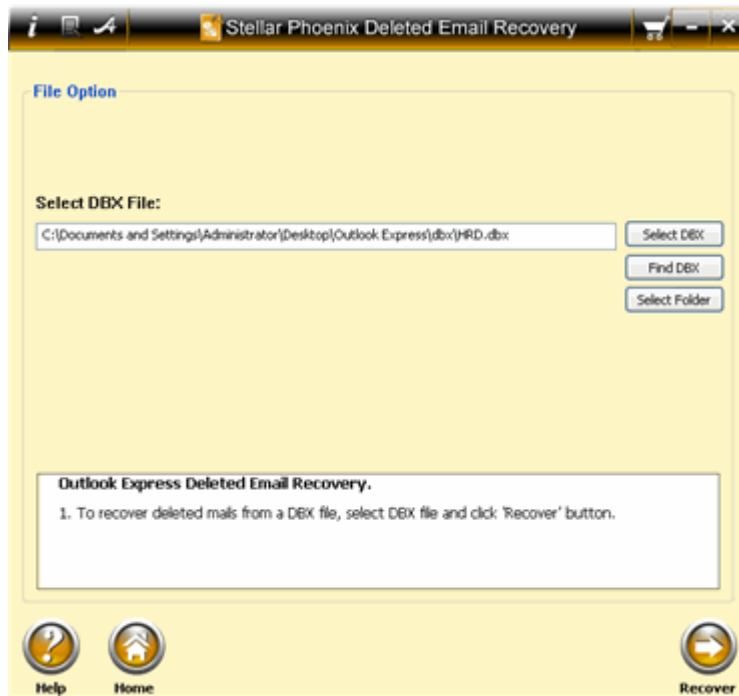 Stellar Phoenix Deleted Email Recovery
File Option
Select DBX File:
C:\Documents and Settings\Administrator\Desktop\Outlook Express\dbx\HRD.dbx
Select DBX
Find DBX
Select Folder
Outlook Express Deleted Email Recovery.
1. To recover deleted mails from a DBX file, select DBX file and click 'Recover' button.
Help
Home
Recover